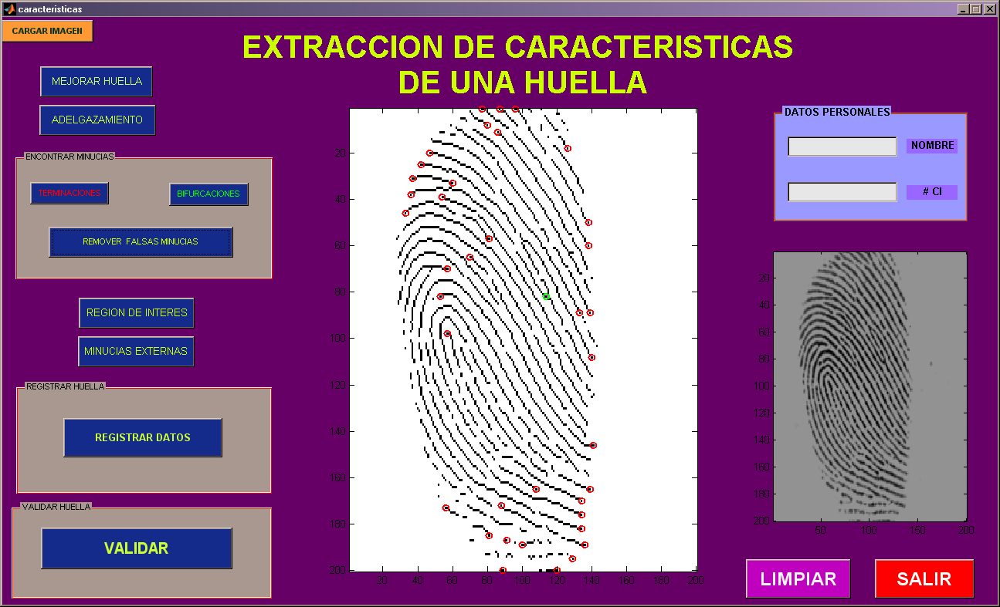 caracteristicas
CARGAR IMAGEN
EXTRACCION DE CARACTERISTICAS
DE UNA HUELLA
MEJORAR HUELLA
ADELGAZAMIENTO
ENCONTRAR MINUCIAS
TERMINACIONES
BIFURCACIONES
REMOVER FALSAS MINUCIAS
REGION DE INTERES
MINUCIAS EXTERNAS
REGISTRAR HUELLA
REGISTRAR DATOS
VALIDAR HUELLA
VALIDAR
20
40
60
80
100
120
140
160
180
200
20 40 60 80 100 120 140 160 180 200
DATOS PERSONALES
NOMBRE
# CI
20
40
60
80
100
120
140
160
180
200
50 100 150 200
LIMPIAR
SALIR